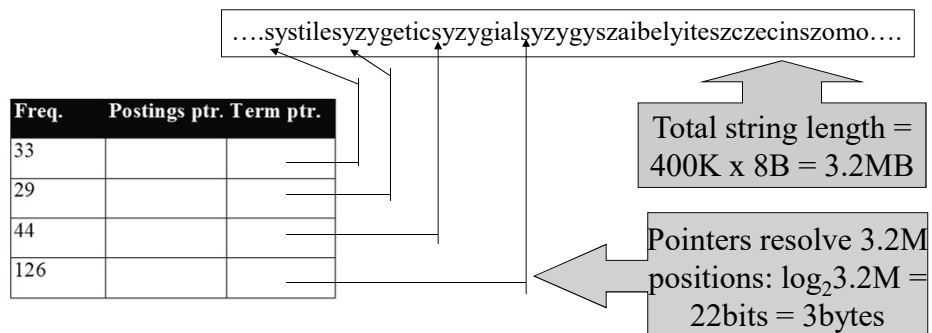 ….systilesyzygeticsyzygialsyzygyszaibelyiteszczecinszomo….
Freq. Postings ptr. Term ptr.
33
29
44
126
Total string length =
400K x 8B = 3.2MB
Pointers resolve 3.2M
positions: log₂3.2M =
22bits = 3bytes